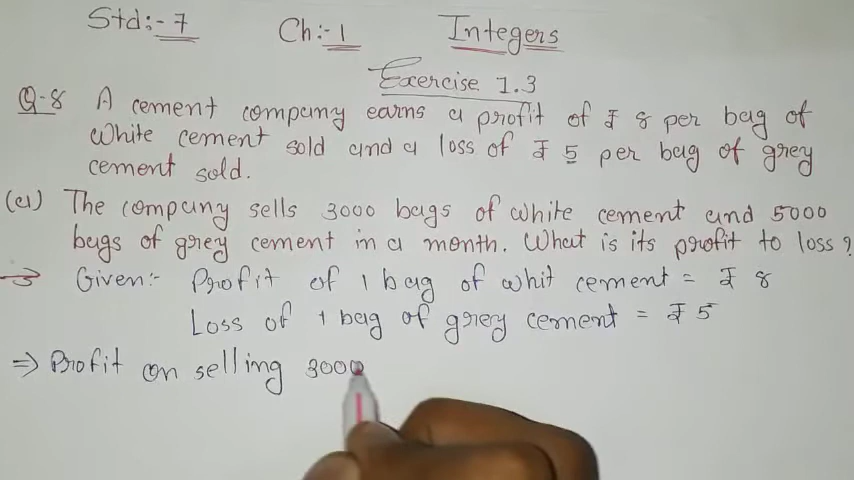 Std:- 7 Ch:- 1 Integers
Exercise 1.3
Q-8 A cement company earns a profit of ₹ 8 per bag of
white cement sold and a loss of ₹ 5 per bag of grey
cement sold.
(a) The company sells 3000 bags of white cement and 5000
bags of grey cement in a month. What is its profit to loss?
→ Given:- Profit of 1 bag of whit cement = ₹ 8
Loss of 1 bag of grey cement = ₹ 5
⇒ Profit on selling 3000